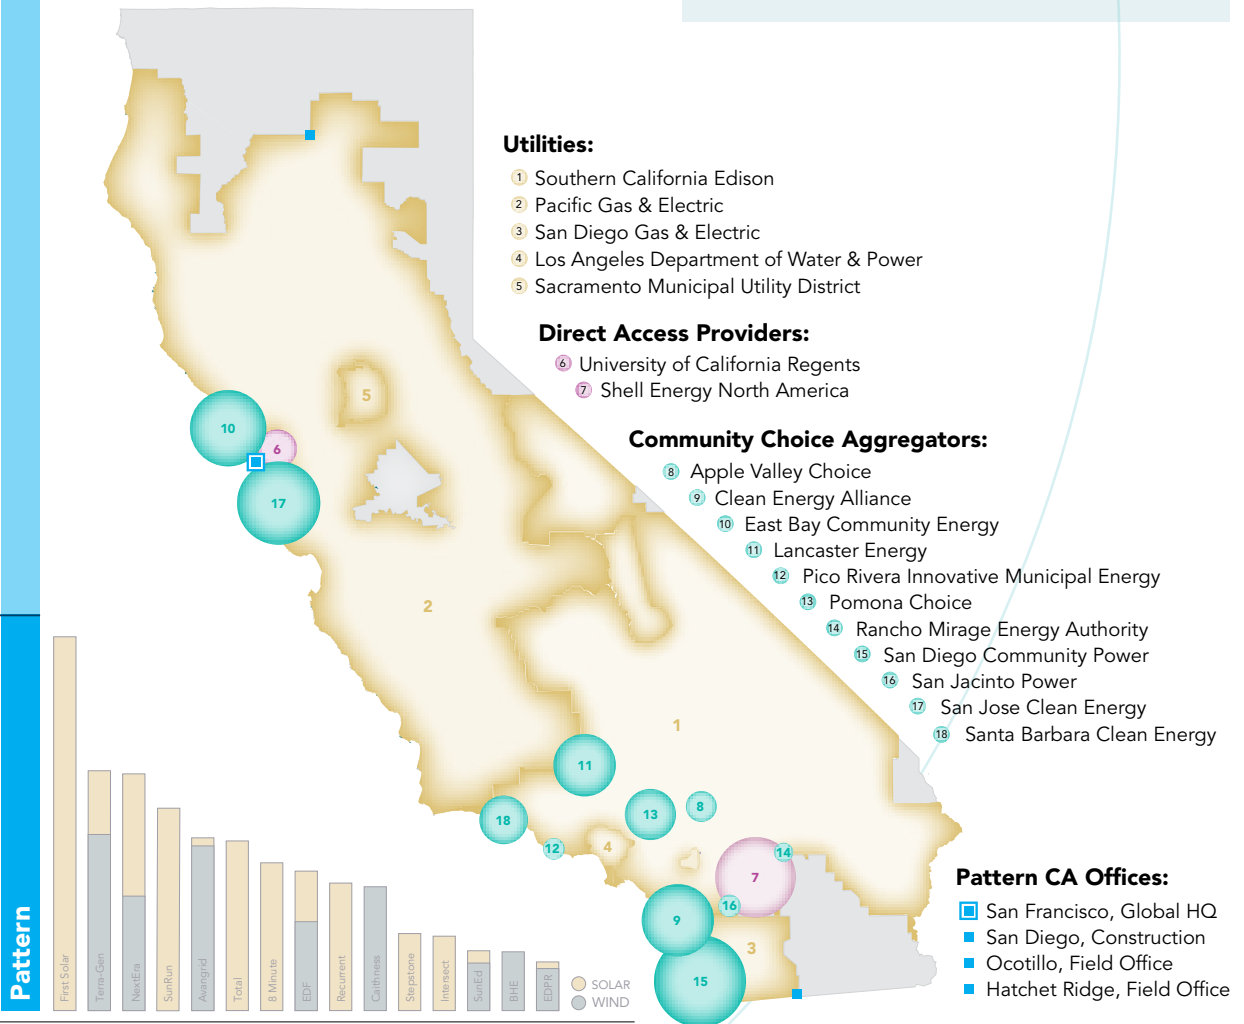 Utilities:
1 Southern California Edison
2 Pacific Gas & Electric
3 San Diego Gas & Electric
4 Los Angeles Department of Water & Power
5 Sacramento Municipal Utility District
Direct Access Providers:
6 University of California Regents
7 Shell Energy North America
Community Choice Aggregators:
8 Apple Valley Choice
9 Clean Energy Alliance
10 East Bay Community Energy
11 Lancaster Energy
12 Pico Rivera Innovative Municipal Energy
13 Pomona Choice
14 Rancho Mirage Energy Authority
15 San Diego Community Power
16 San Jacinto Power
17 San Jose Clean Energy
18 Santa Barbara Clean Energy
5
10
6
17
2
1
11
8
13
18
12
4
14
7
16
9
3
15
Pattern CA Offices:
San Francisco, Global HQ
San Diego, Construction
Ocotillo, Field Office
Hatchet Ridge, Field Office
Pattern
First Solar
Terra-Gen
NextEra
SunRun
Avangrid
Total
8 Minute
EDF
Recurrent
Caithness
Stepstone
Intersect
SunEd
BHE
EDPR
SOLAR
WIND